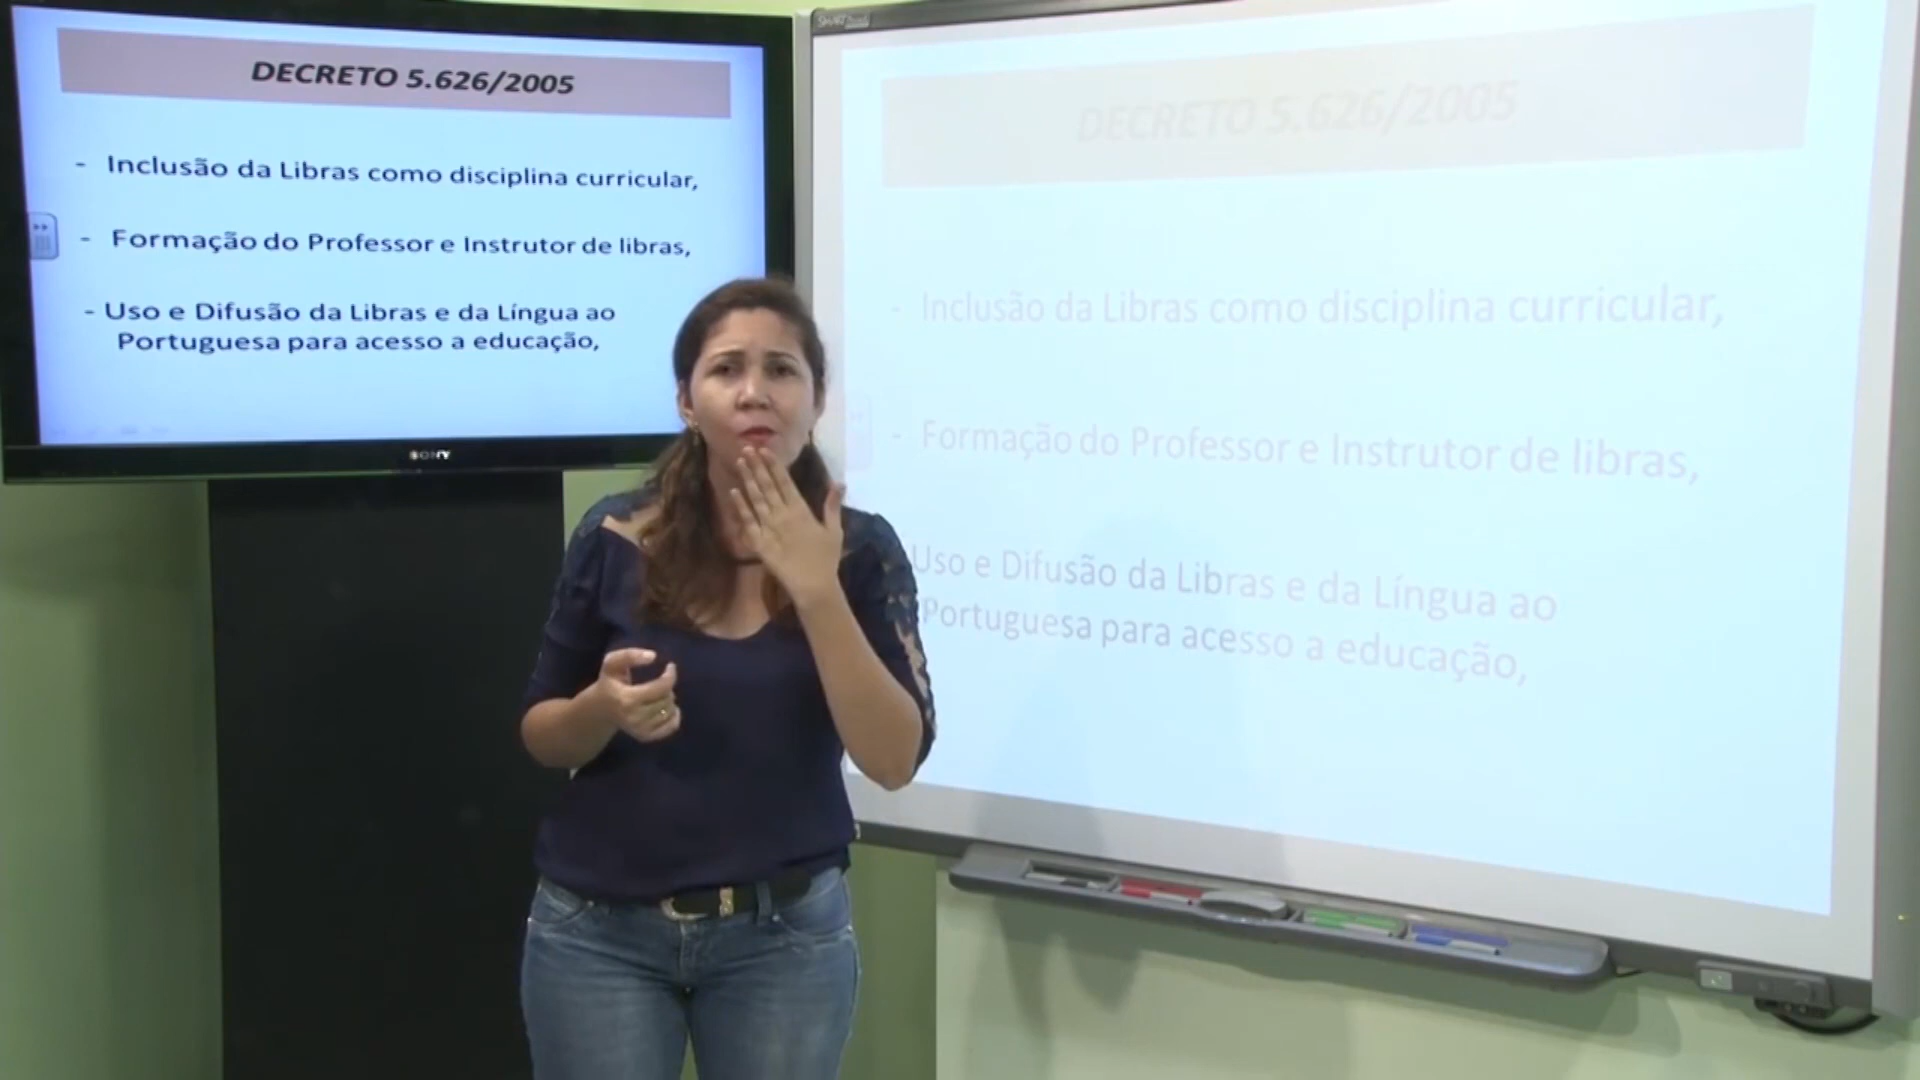 DECRETO 5.626/2005
- Inclusão da Libras como disciplina curricular,
- Formação do Professor e Instrutor de libras,
- Uso e Difusão da Libras e da Língua ao
Portuguesa para acesso a educação,
SONY
SMART
DECRETO 5.626/2005
- Inclusão da Libras como disciplina curricular,
- Formação do Professor e Instrutor de libras,
Uso e Difusão da Libras e da Língua ao
Portuguesa para acesso a educação,